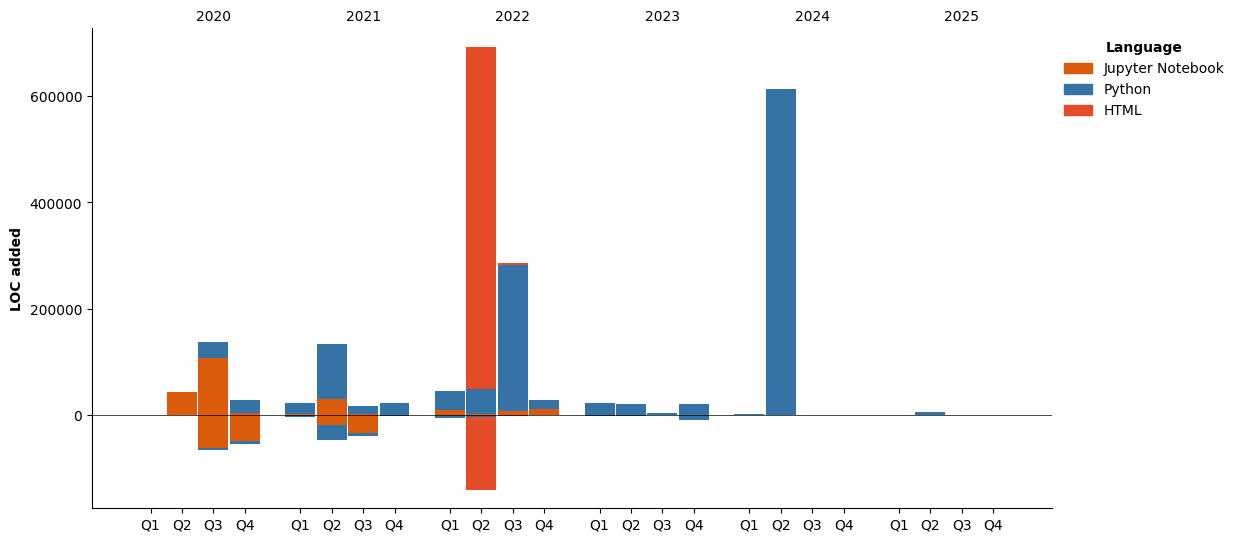 2020 2021 2022 2023 2024 2025
Language
Jupyter Notebook
Python
HTML
LOC added
600000
400000
200000
0
Q1 Q2 Q3 Q4 Q1 Q2 Q3 Q4 Q1 Q2 Q3 Q4 Q1 Q2 Q3 Q4 Q1 Q2 Q3 Q4 Q1 Q2 Q3 Q4